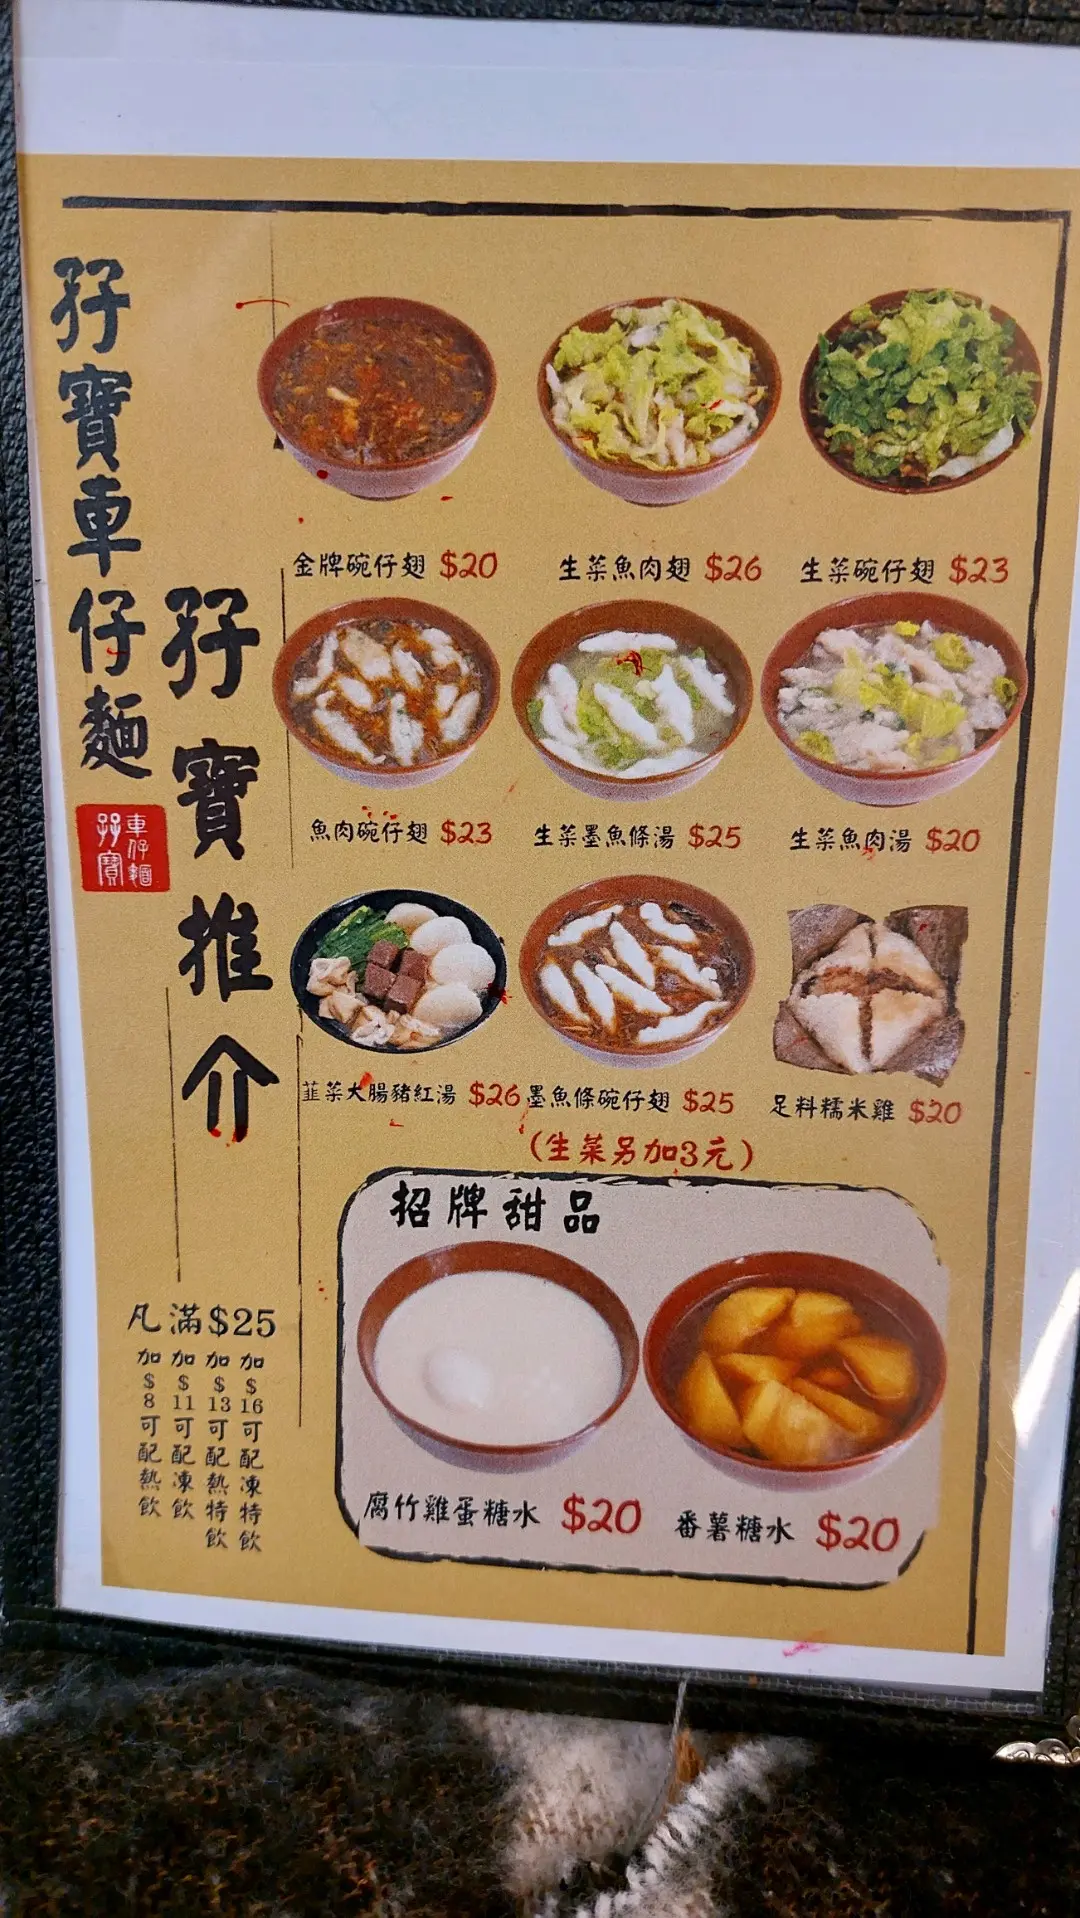 孖寶車仔麵
孖寶
車仔麵
孖寶推介
金牌碗仔翅 $20
生菜魚肉翅 $26
生菜碗仔翅 $23
魚肉碗仔翅 $23
生菜墨魚條湯 $25
生菜魚肉湯 $20
韮菜大腸豬紅湯 $26
墨魚條碗仔翅 $25
足料糯米雞 $20
(生菜另加3元)
招牌甜品
腐竹雞蛋糖水 $20
番薯糖水 $20
凡滿$25
加$8可配熱飲
加$11可配凍飲
加$13可配熱特飲
加$16可配凍特飲